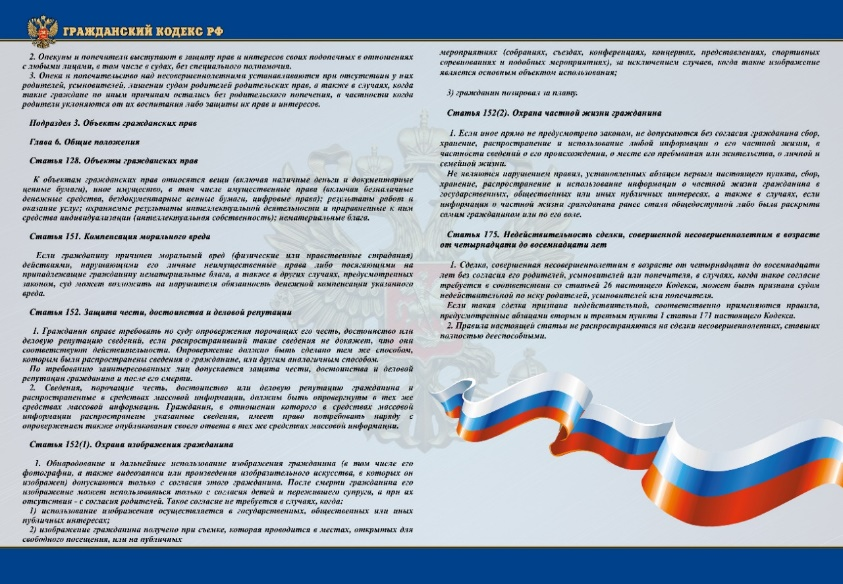 ГРАЖДАНСКИЙ КОДЕКС РФ
2. Опекуны и попечители выступают в защиту прав и интересов своих подопечных в отношениях
с любыми лицами, в том числе в судах, без специального полномочия.
3. Опека и попечительство над несовершеннолетними устанавливаются при отсутствии у них
родителей, усыновителей, лишении судом родителей родительских прав, а также в случаях, когда
такие граждане по иным причинам остались без родительского попечения, в частности когда
родители уклоняются от их воспитания либо защиты их прав и интересов.
Подраздел 3. Объекты гражданских прав
Глава 6. Общие положения
Статья 128. Объекты гражданских прав
К объектам гражданских прав относятся вещи (включая наличные деньги и документарные
ценные бумаги), иное имущество, в том числе имущественные права (включая безналичные
денежные средства, бездокументарные ценные бумаги, цифровые права); результаты работ и
оказание услуг; охраняемые результаты интеллектуальной деятельности и приравненные к ним
средства индивидуализации (интеллектуальная собственность); нематериальные блага.
Статья 151. Компенсация морального вреда
Если гражданину причинен моральный вред (физические или нравственные страдания)
действиями, нарушающими его личные неимущественные права либо посягающими на
принадлежащие гражданину нематериальные блага, а также в других случаях, предусмотренных
законом, суд может возложить на нарушителя обязанность денежной компенсации указанного
вреда.
Статья 152. Защита чести, достоинства и деловой репутации
1. Гражданин вправе требовать по суду опровержения порочащих его честь, достоинство или
деловую репутацию сведений, если распространивший такие сведения не докажет, что они
соответствуют действительности. Опровержение должно быть сделано тем же способом,
которым были распространены сведения о гражданине, или другим аналогичным способом.
По требованию заинтересованных лиц допускается защита чести, достоинства и деловой
репутации гражданина и после его смерти.
2. Сведения, порочащие честь, достоинство или деловую репутацию гражданина и
распространенные в средствах массовой информации, должны быть опровергнуты в тех же
средствах массовой информации. Гражданин, в отношении которого в средствах массовой
информации распространены указанные сведения, имеет право потребовать наряду с
опровержением также опубликования своего ответа в тех же средствах массовой информации.
Статья 152(1). Охрана изображения гражданина
1. Обнародование и дальнейшее использование изображения гражданина (в том числе его
фотографии, а также видеозаписи или произведения изобразительного искусства, в которых он
изображен) допускаются только с согласия этого гражданина. После смерти гражданина его
изображение может использоваться только с согласия детей и пережившего супруга, а при их
отсутствии - с согласия родителей. Такое согласие не требуется в случаях, когда:
1) использование изображения осуществляется в государственных, общественных или иных
публичных интересах;
2) изображение гражданина получено при съемке, которая проводится в местах, открытых для
свободного посещения, или на публичных
мероприятиях (собраниях, съездах, конференциях, концертах, представлениях, спортивных
соревнованиях и подобных мероприятиях), за исключением случаев, когда такое изображение
является основным объектом использования;
3) гражданин позировал за плату.
Статья 152(2). Охрана частной жизни гражданина
1. Если иное прямо не предусмотрено законом, не допускаются без согласия гражданина сбор,
хранение, распространение и использование любой информации о его частной жизни, в
частности сведений о его происхождении, о месте его пребывания или жительства, о личной и
семейной жизни.
Не являются нарушением правил, установленных абзацем первым настоящего пункта, сбор,
хранение, распространение и использование информации о частной жизни гражданина в
государственных, общественных или иных публичных интересах, а также в случаях, если
информация о частной жизни гражданина ранее стала общедоступной либо была раскрыта
самим гражданином или по его воле.
Статья 175. Недействительность сделки, совершенной несовершеннолетним в возрасте
от четырнадцати до восемнадцати лет
1. Сделка, совершенная несовершеннолетним в возрасте от четырнадцати до восемнадцати
лет без согласия его родителей, усыновителей или попечителя, в случаях, когда такое согласие
требуется в соответствии со статьей 26 настоящего Кодекса, может быть признана судом
недействительной по иску родителей, усыновителей или попечителя.
Если такая сделка признана недействительной, соответственно применяются правила,
предусмотренные абзацами вторым и третьим пункта 1 статьи 171 настоящего Кодекса.
2. Правила настоящей статьи не распространяются на сделки несовершеннолетних, ставших
полностью дееспособными.